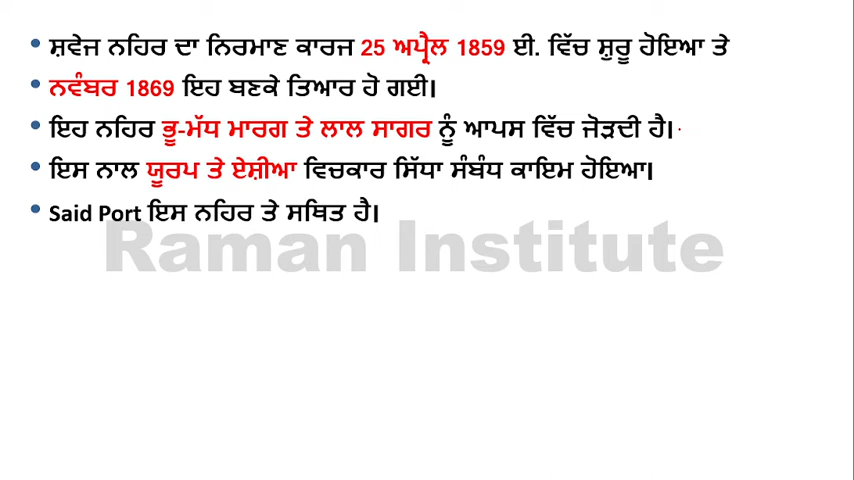 • ਸ਼ਵੇਜ ਨਹਿਰ ਦਾ ਨਿਰਮਾਣ ਕਾਰਜ 25 ਅਪ੍ਰੈਲ 1859 ਈ. ਵਿੱਚ ਸ਼ੁਰੂ ਹੋਇਆ ਤੇ
• ਨਵੰਬਰ 1869 ਇਹ ਬਣਕੇ ਤਿਆਰ ਹੋ ਗਈ।
• ਇਹ ਨਹਿਰ ਭੂ-ਮੱਧ ਮਾਰਗ ਤੇ ਲਾਲ ਸਾਗਰ ਨੂੰ ਆਪਸ ਵਿੱਚ ਜੋੜਦੀ ਹੈ।
• ਇਸ ਨਾਲ ਯੂਰਪ ਤੇ ਏਸ਼ੀਆ ਵਿਚਕਾਰ ਸਿੱਧਾ ਸੰਬੰਧ ਕਾਇਮ ਹੋਇਆ।
• Said Port ਇਸ ਨਹਿਰ ਤੇ ਸਥਿਤ ਹੈ।
Raman Institute